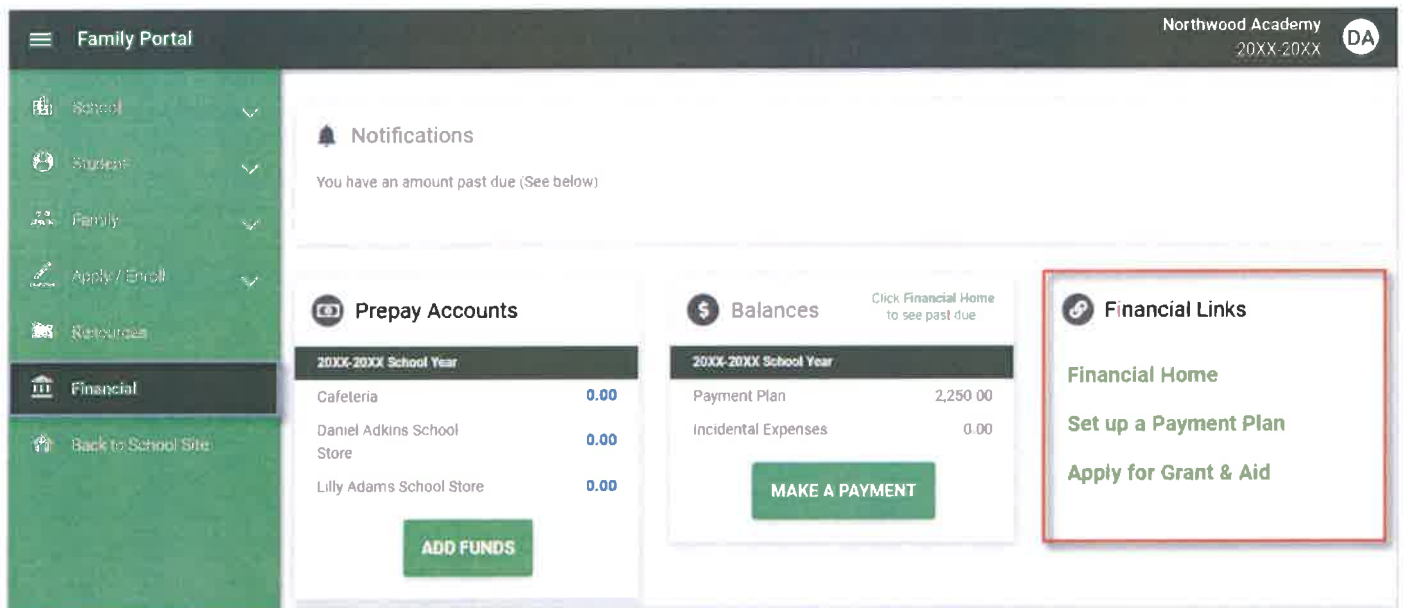 Family Portal
Northwood Academy
20XX-20XX
DA
School
Student
Family
Apply / Enroll
Resources
Financial
Back to School Site
Notifications
You have an amount past due (See below)
Prepay Accounts
20XX-20XX School Year
Cafeteria 0.00
Daniel Adkins School
Store 0.00
Lilly Adams School Store 0.00
ADD FUNDS
$ Balances
Click Financial Home
to see past due
20XX-20XX School Year
Payment Plan 2,250.00
Incidental Expenses 0.00
MAKE A PAYMENT
Financial Links
Financial Home
Set up a Payment Plan
Apply for Grant & Aid